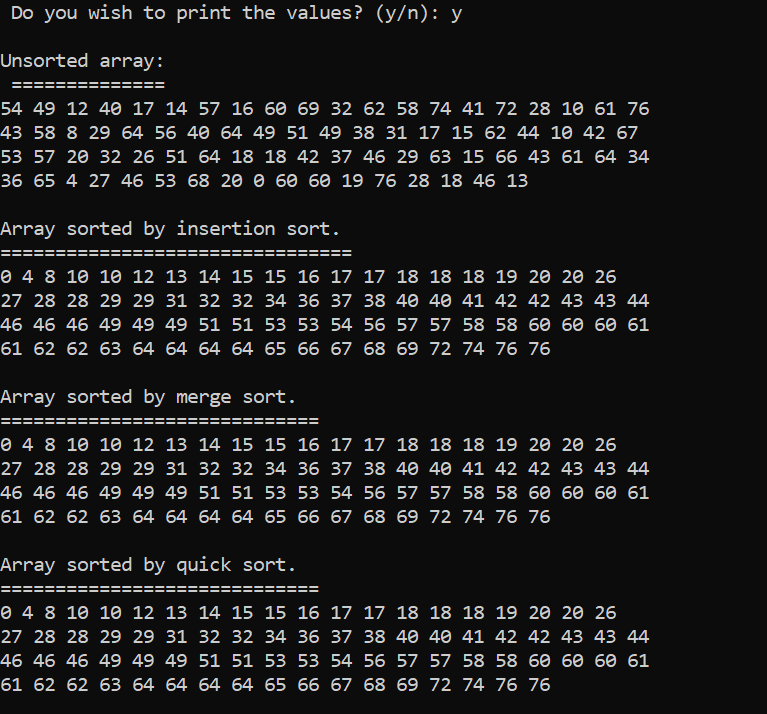 Do you wish to print the values? (y/n): y
Unsorted array:
==============
54 49 12 40 17 14 57 16 60 69 32 62 58 74 41 72 28 10 61 76
43 58 8 29 64 56 40 64 49 51 49 38 31 17 15 62 44 10 42 67
53 57 20 32 26 51 64 18 18 42 37 46 29 63 15 66 43 61 64 34
36 65 4 27 46 53 68 20 0 60 60 19 76 28 18 46 13
Array sorted by insertion sort.
================================
0 4 8 10 10 12 13 14 15 15 16 17 17 18 18 18 19 20 20 26
27 28 28 29 29 31 32 32 34 36 37 38 40 40 41 42 42 43 43 44
46 46 46 49 49 49 51 51 53 53 54 56 57 57 58 58 60 60 60 61
61 62 62 63 64 64 64 64 65 66 67 68 69 72 74 76 76
Array sorted by merge sort.
=============================
0 4 8 10 10 12 13 14 15 15 16 17 17 18 18 18 19 20 20 26
27 28 28 29 29 31 32 32 34 36 37 38 40 40 41 42 42 43 43 44
46 46 46 49 49 49 51 51 53 53 54 56 57 57 58 58 60 60 60 61
61 62 62 63 64 64 64 64 65 66 67 68 69 72 74 76 76
Array sorted by quick sort.
=============================
0 4 8 10 10 12 13 14 15 15 16 17 17 18 18 18 19 20 20 26
27 28 28 29 29 31 32 32 34 36 37 38 40 40 41 42 42 43 43 44
46 46 46 49 49 49 51 51 53 53 54 56 57 57 58 58 60 60 60 61
61 62 62 63 64 64 64 64 65 66 67 68 69 72 74 76 76